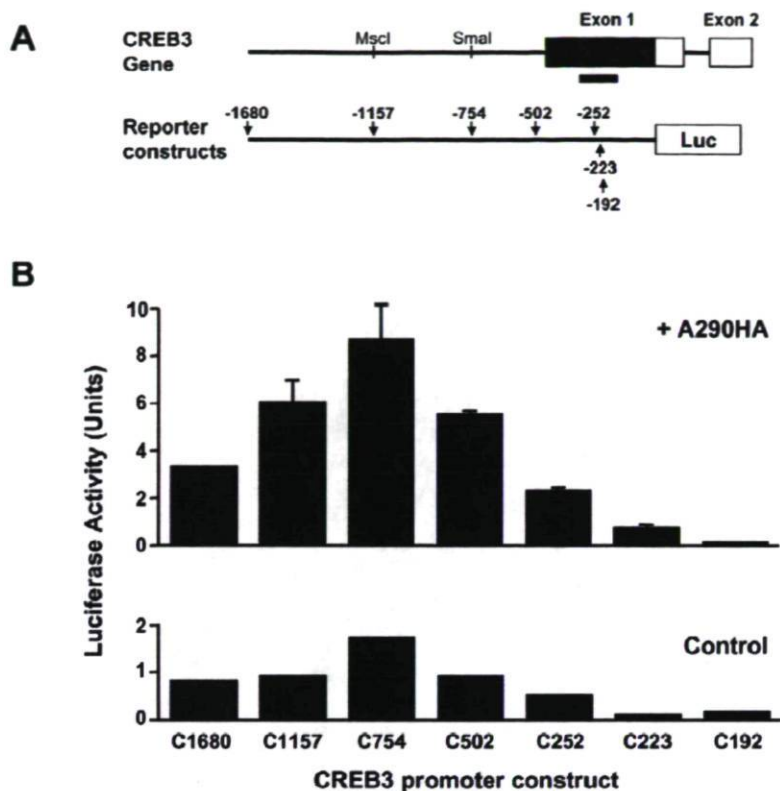 A
CREB3
Gene
MscI
SmaI
Exon 1
Exon 2
Reporter
constructs
-1680
-1157
-754
-502
-252
-223
-192
Luc
B
Luciferase Activity (Units)
10
8
6
4
2
0
+ A290HA
2
1
0
Control
C1680 C1157 C754 C502 C252 C223 C192
CREB3 promoter construct